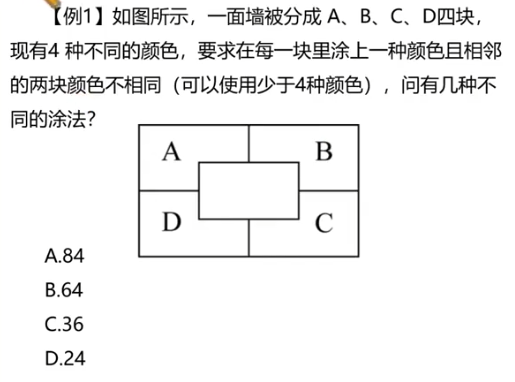 【例1】如图所示，一面墙被分成 A、B、C、D四块，
现有4 种不同的颜色，要求在每一块里涂上一种颜色且相邻
的两块颜色不相同（可以使用少于4种颜色），问有几种不
同的涂法？
A B
D C
A.84
B.64
C.36
D.24